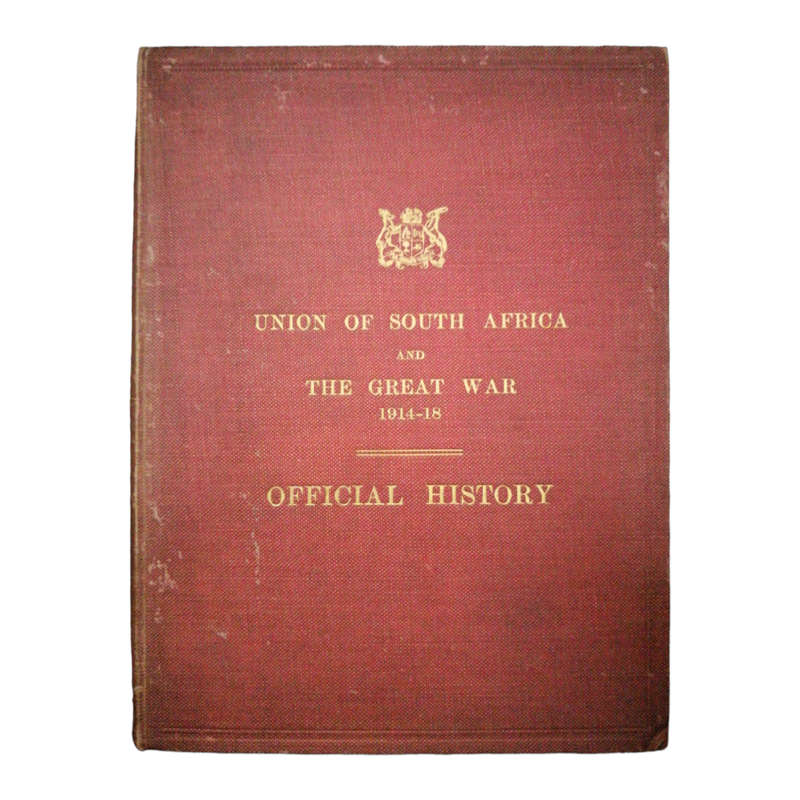 UNION OF SOUTH AFRICA
AND
THE GREAT WAR
1914-18
OFFICIAL HISTORY